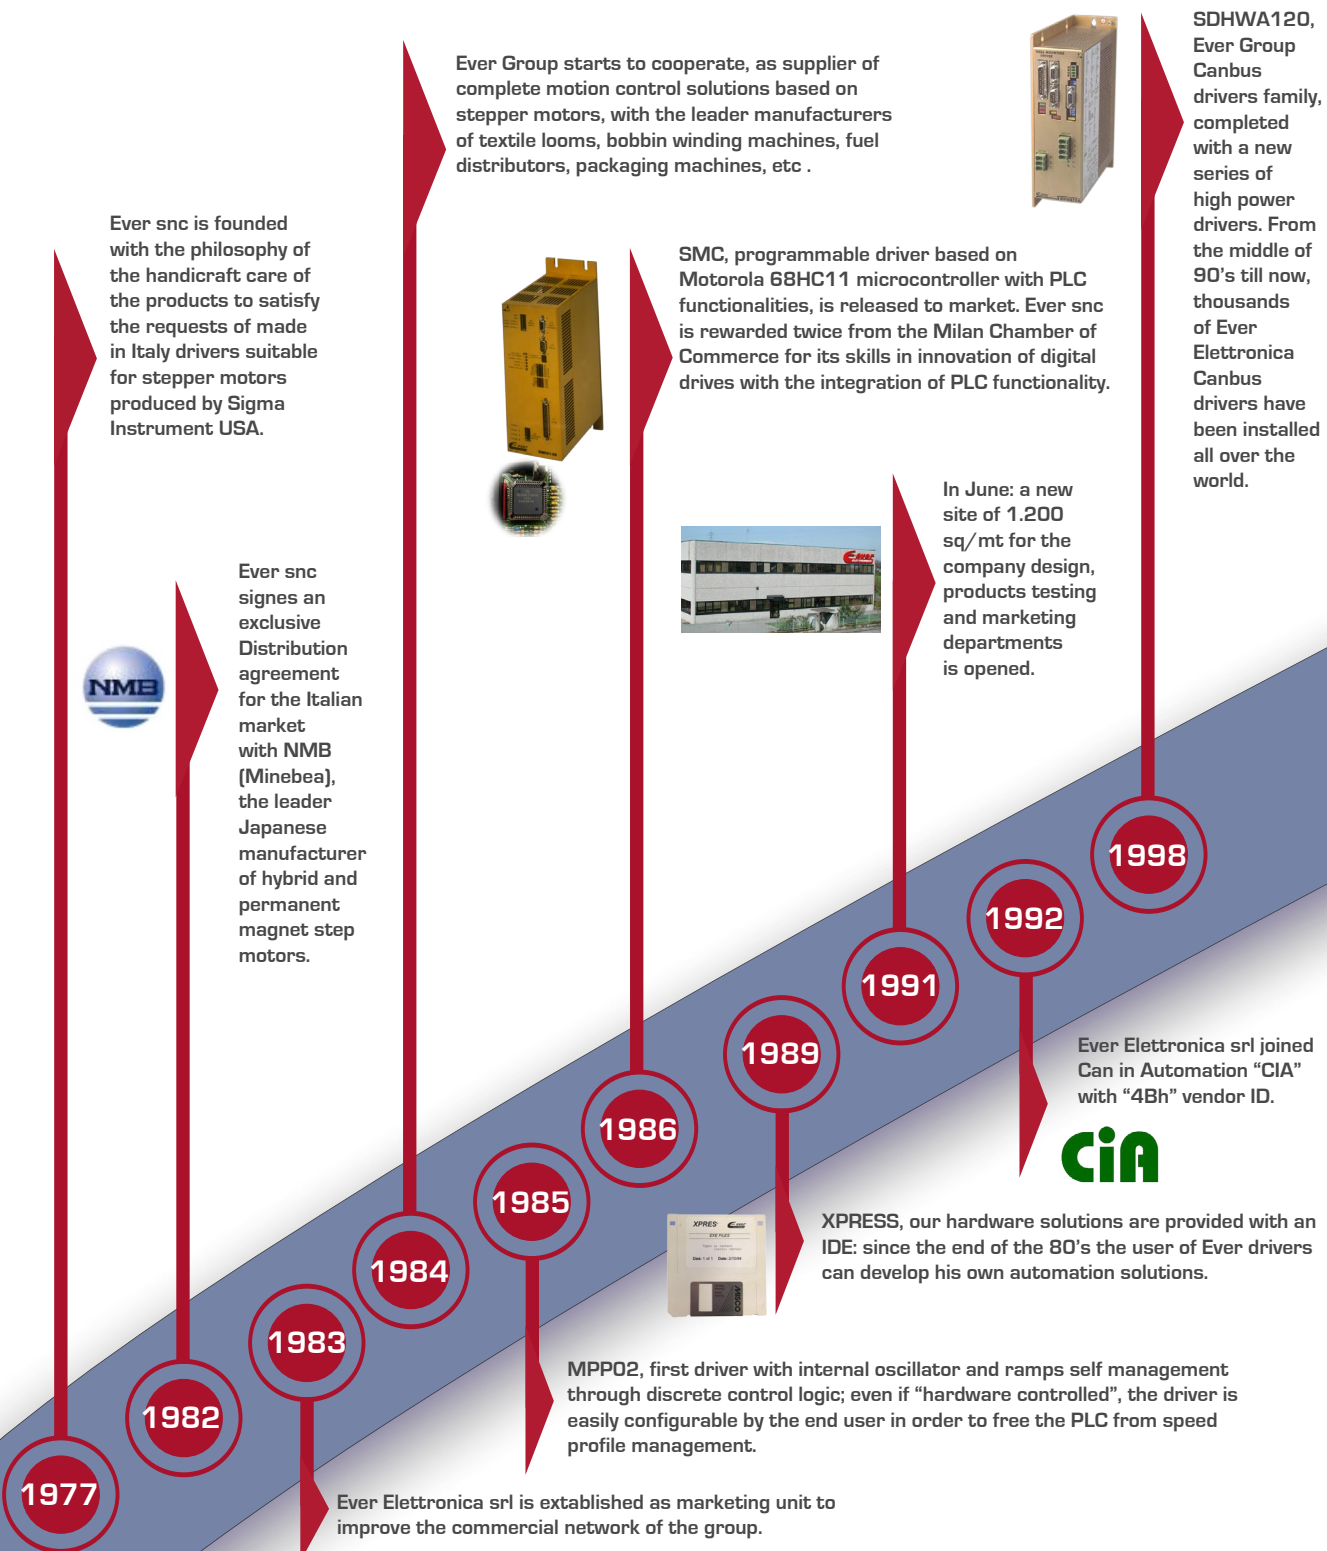 Ever snc is founded
with the philosophy of
the handicraft care of
the products to satisfy
the requests of made
in Italy drivers suitable
for stepper motors
produced by Sigma
Instrument USA.
NMB
Ever snc
signes an
exclusive
Distribution
agreement
for the Italian
market
with NMB
(Minebea),
the leader
Japanese
manufacturer
of hybrid and
permanent
magnet step
motors.
Ever Group starts to cooperate, as supplier of
complete motion control solutions based on
stepper motors, with the leader manufacturers
of textile looms, bobbin winding machines, fuel
distributors, packaging machines, etc .
SMC, programmable driver based on
Motorola 68HC11 microcontroller with PLC
functionalities, is released to market. Ever snc
is rewarded twice from the Milan Chamber of
Commerce for its skills in innovation of digital
drives with the integration of PLC functionality.
In June: a new
site of 1.200
sq/mt for the
company design,
products testing
and marketing
departments
is opened.
Ever
SDHWA120,
Ever Group
Canbus
drivers family,
completed
with a new
series of
high power
drivers. From
the middle of
90's till now,
thousands
of Ever
Elettronica
Canbus
drivers have
been installed
all over the
world.
1998
1992
1991
1989
1986
1985
1984
1983
1982
1977
Ever Elettronica srl joined
Can in Automation “CIA”
with “4Bh” vendor ID.
CiA
XPRES Ever
EXE FILES
MISCO
XPRESS, our hardware solutions are provided with an
IDE: since the end of the 80's the user of Ever drivers
can develop his own automation solutions.
MPP02, first driver with internal oscillator and ramps self management
through discrete control logic; even if “hardware controlled”, the driver is
easily configurable by the end user in order to free the PLC from speed
profile management.
Ever Elettronica srl is extablished as marketing unit to
improve the commercial network of the group.